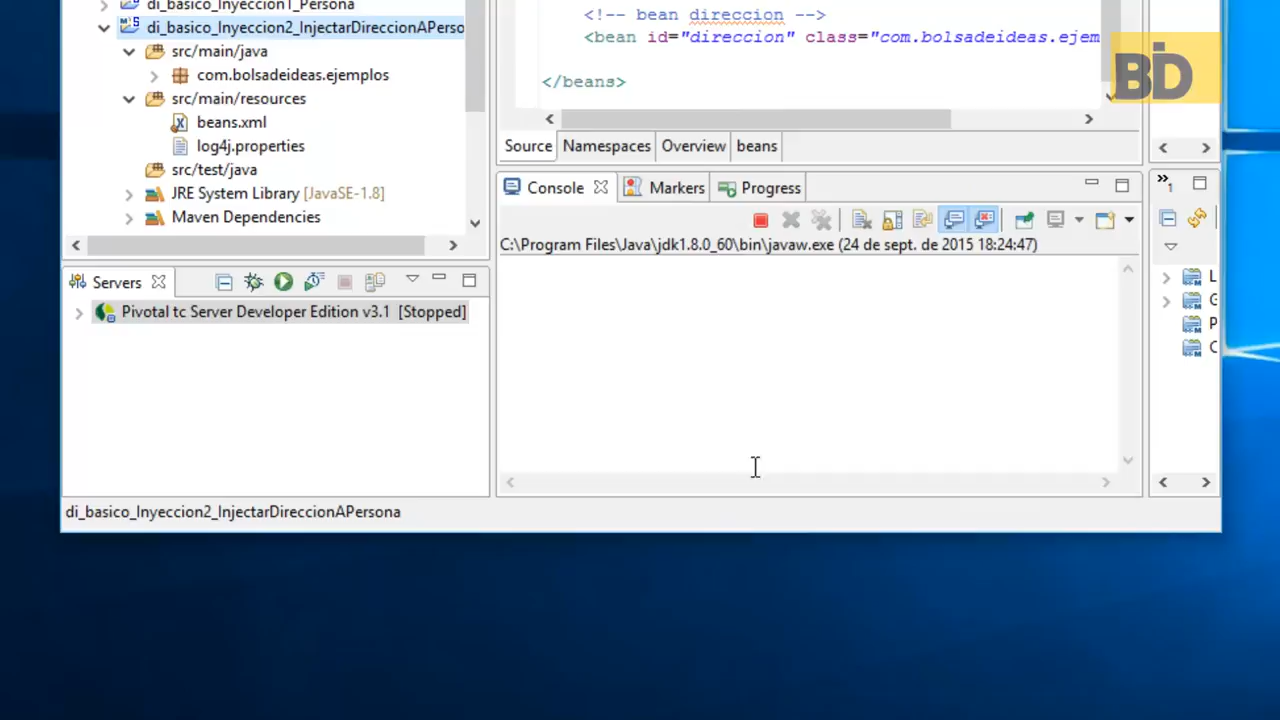 di_basico_Inyeccion1_Persona
di_basico_Inyeccion2_InjectarDireccionAPerso
src/main/java
com.bolsadeideas.ejemplos
src/main/resources
beans.xml
log4j.properties
src/test/java
JRE System Library [JavaSE-1.8]
Maven Dependencies
<!-- bean direccion -->
<bean id="direccion" class="com.bolsadeideas.ejem
</beans>
BID
Source Namespaces Overview beans
Console Markers Progress
C:\Program Files\Java\jdk1.8.0_60\bin\javaw.exe (24 de sept. de 2015 18:24:47)
Servers
Pivotal tc Server Developer Edition v3.1 [Stopped]
1
L
G
P
C
di_basico_Inyeccion2_InjectarDireccionAPersona